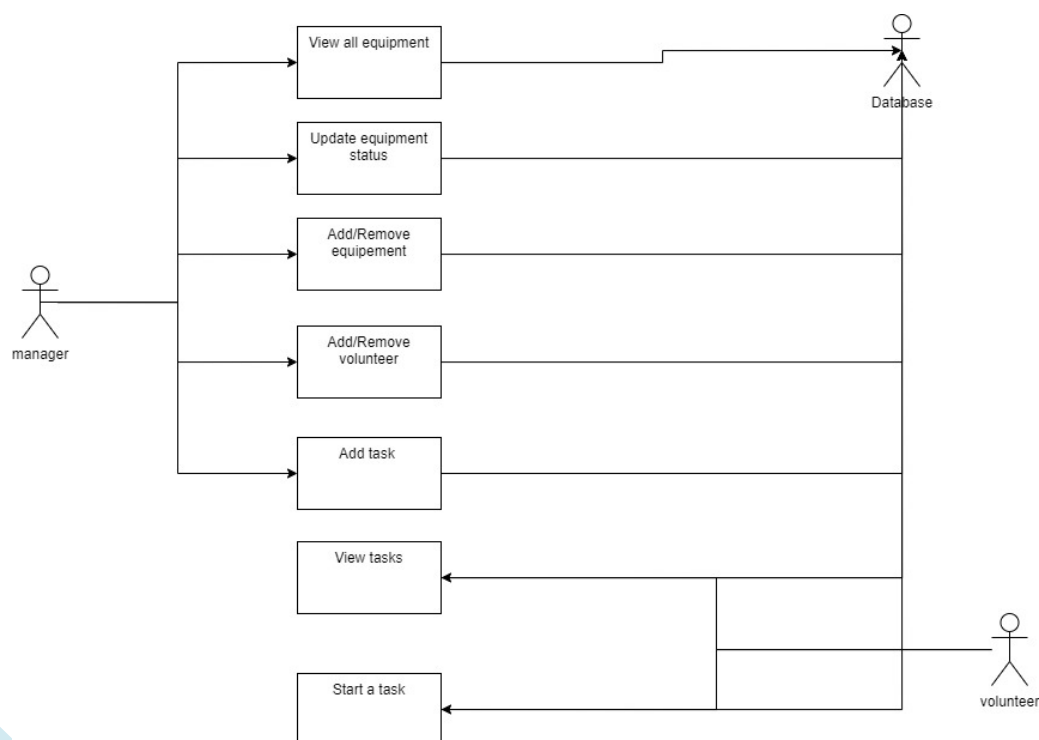 View all equipment
Database
Update equipment
status
Add/Remove
equipement
manager
Add/Remove
volunteer
Add task
View tasks
Start a task
volunteer